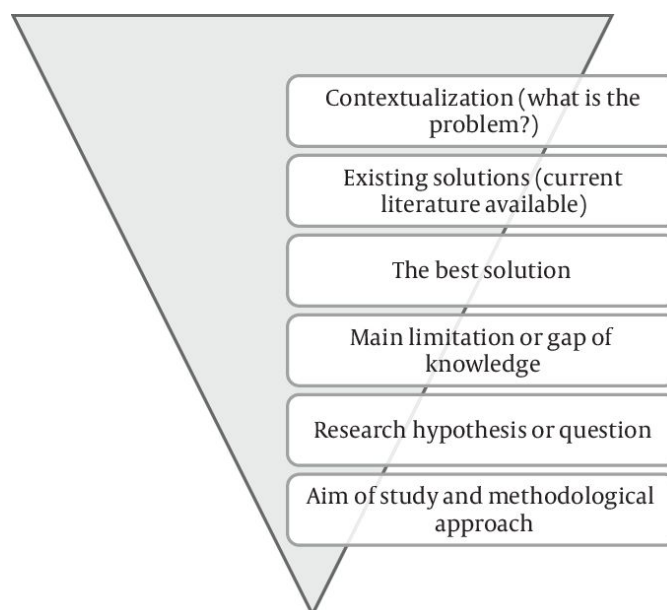 Contextualization (what is the
problem?)
Existing solutions (current
literature available)
The best solution
Main limitation or gap of
knowledge
Research hypothesis or question
Aim of study and methodological
approach